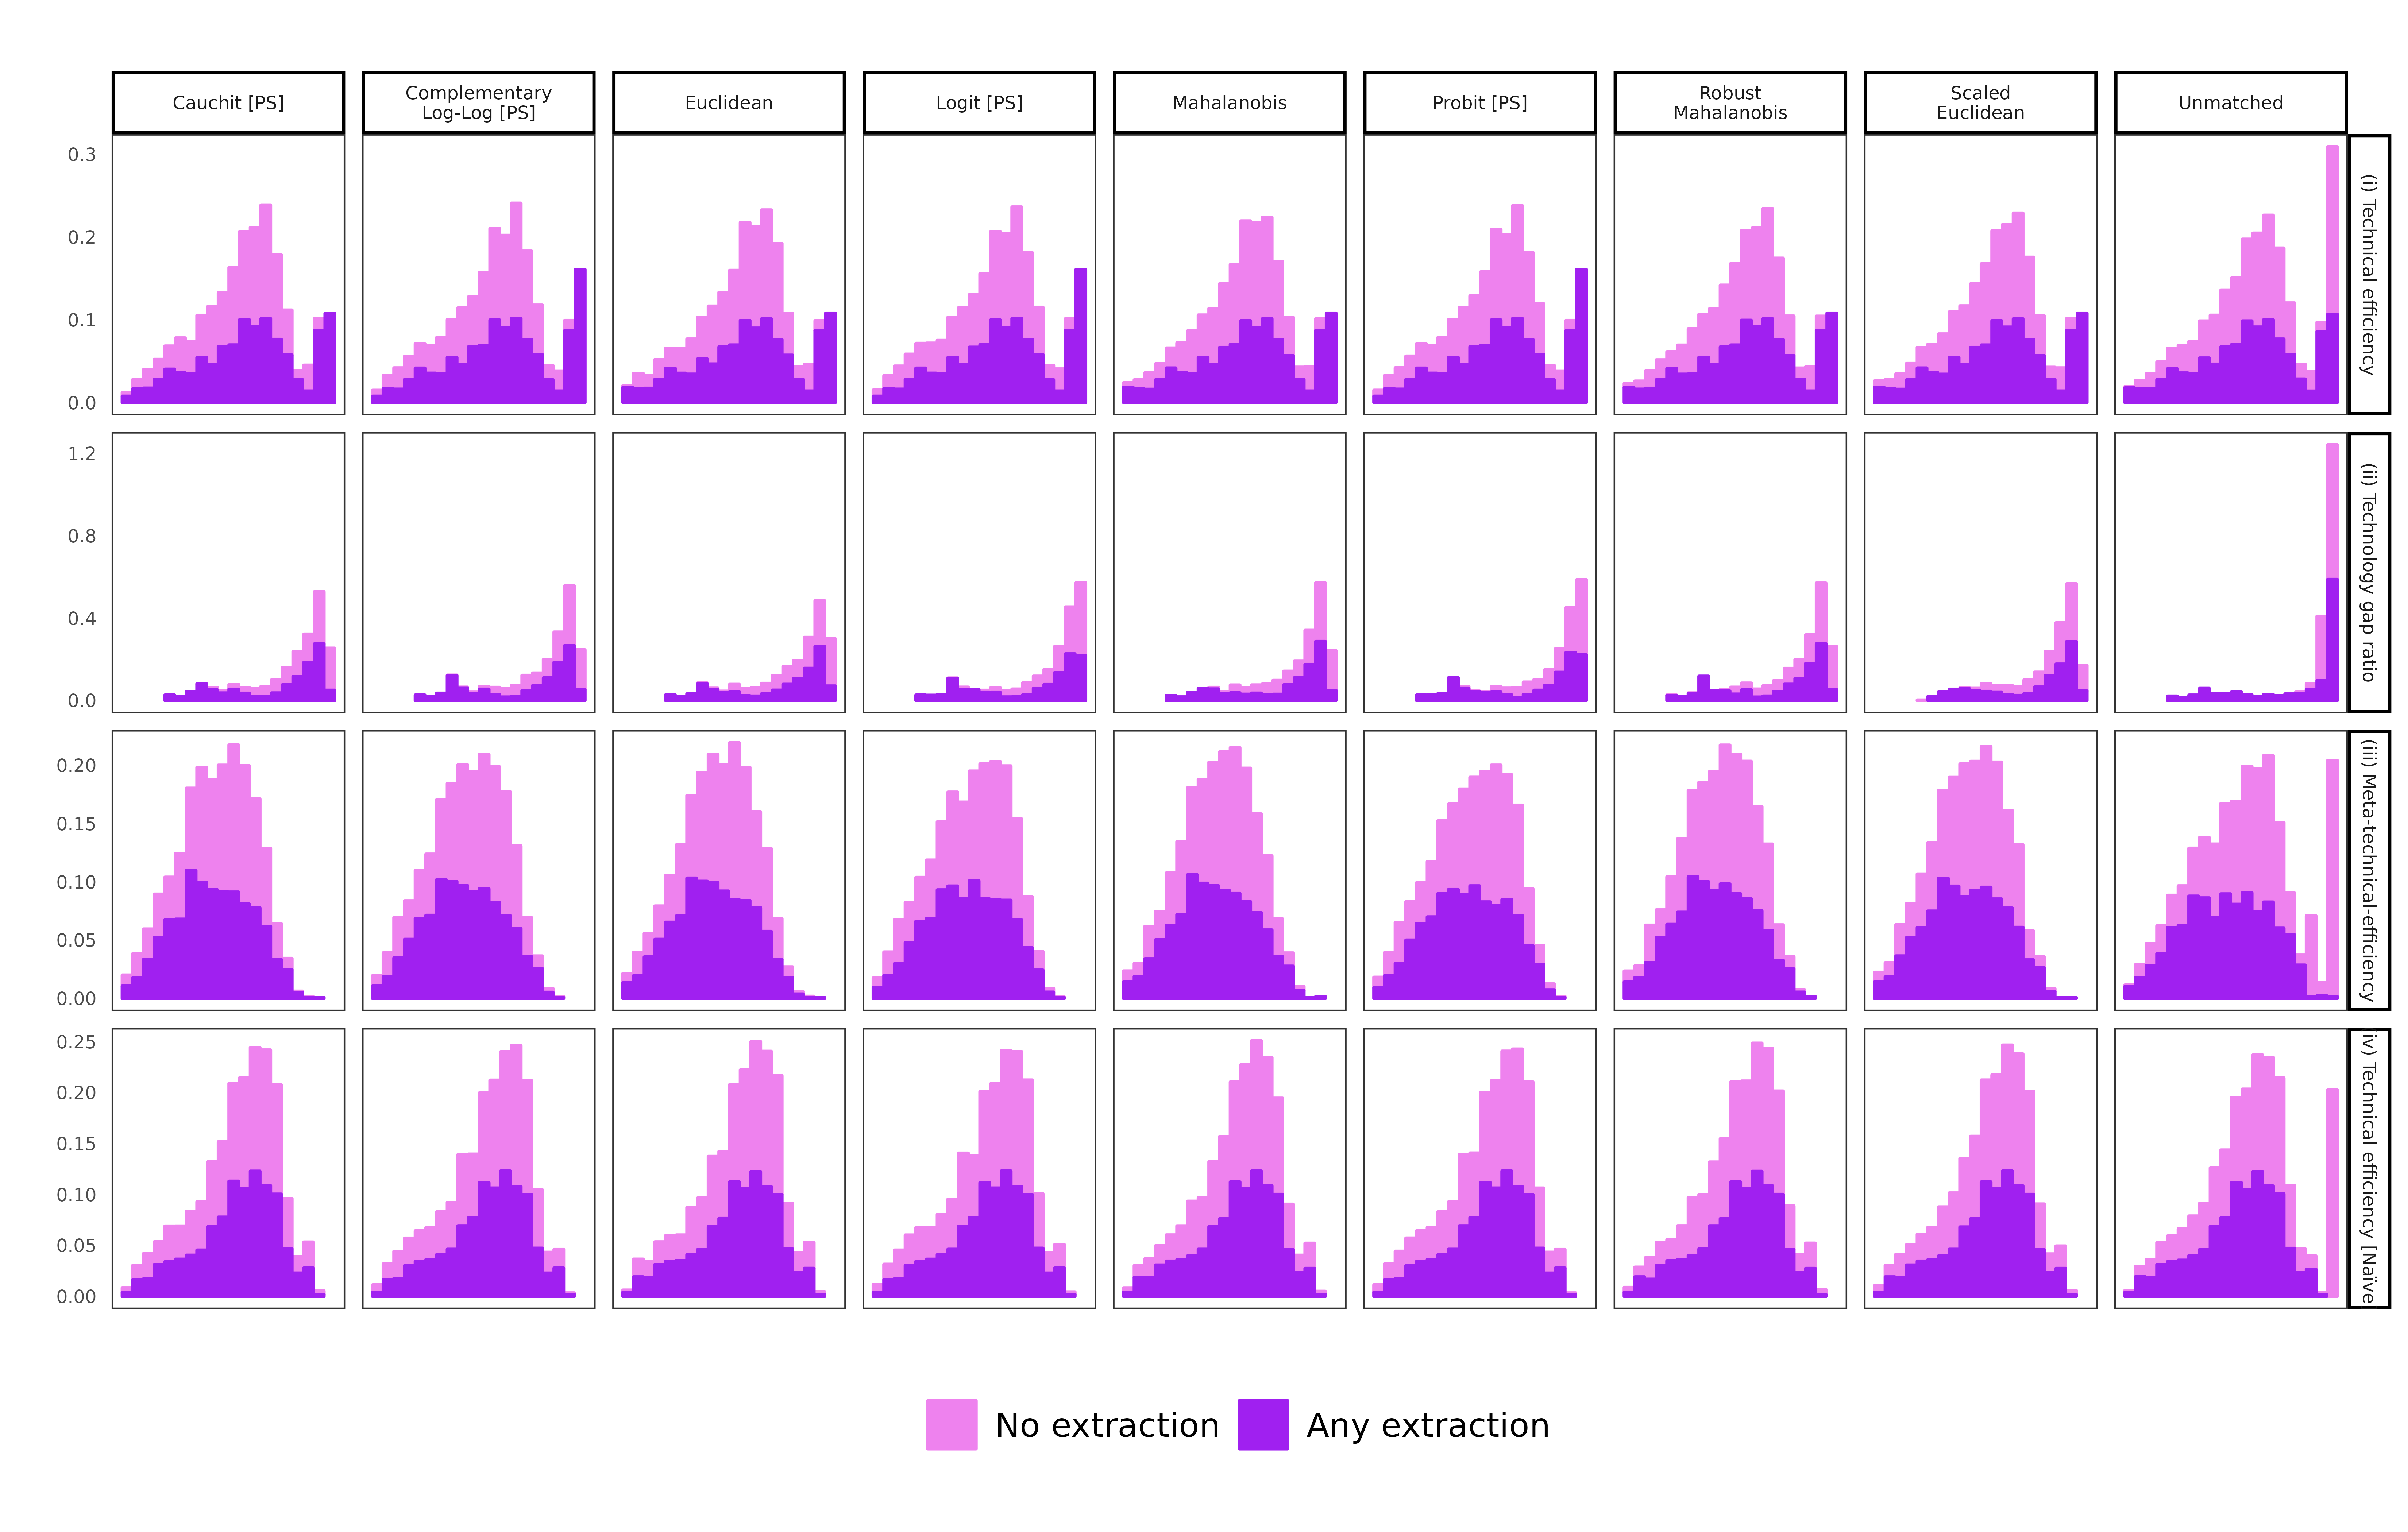 Cauchit [PS]
Complementary
Log-Log [PS]
Euclidean
Logit [PS]
Mahalanobis
Probit [PS]
Robust
Mahalanobis
Scaled
Euclidean
Unmatched
0.3
0.2
0.1
0.0
(i) Technical efficiency
1.2
0.8
0.4
0.0
(ii) Technology gap ratio
0.20
0.15
0.10
0.05
0.00
(iii) Meta-technical-efficiency
0.25
0.20
0.15
0.10
0.05
0.00
iv) Technical efficiency [Naïve
No extraction
Any extraction